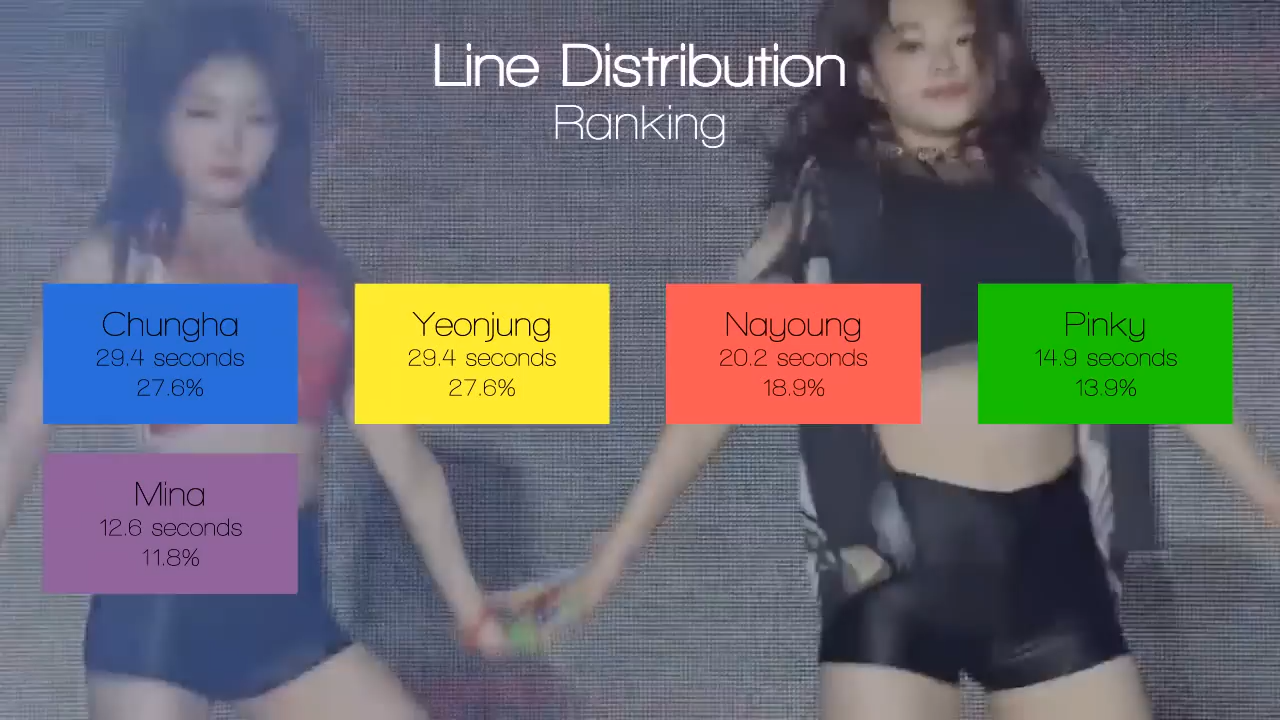 Line Distribution
Ranking
Chungha
29.4 seconds
27.6%
Yeonjung
29.4 seconds
27.6%
Nayoung
20.2 seconds
18.9%
Pinky
14.9 seconds
13.9%
Mina
12.6 seconds
11.8%